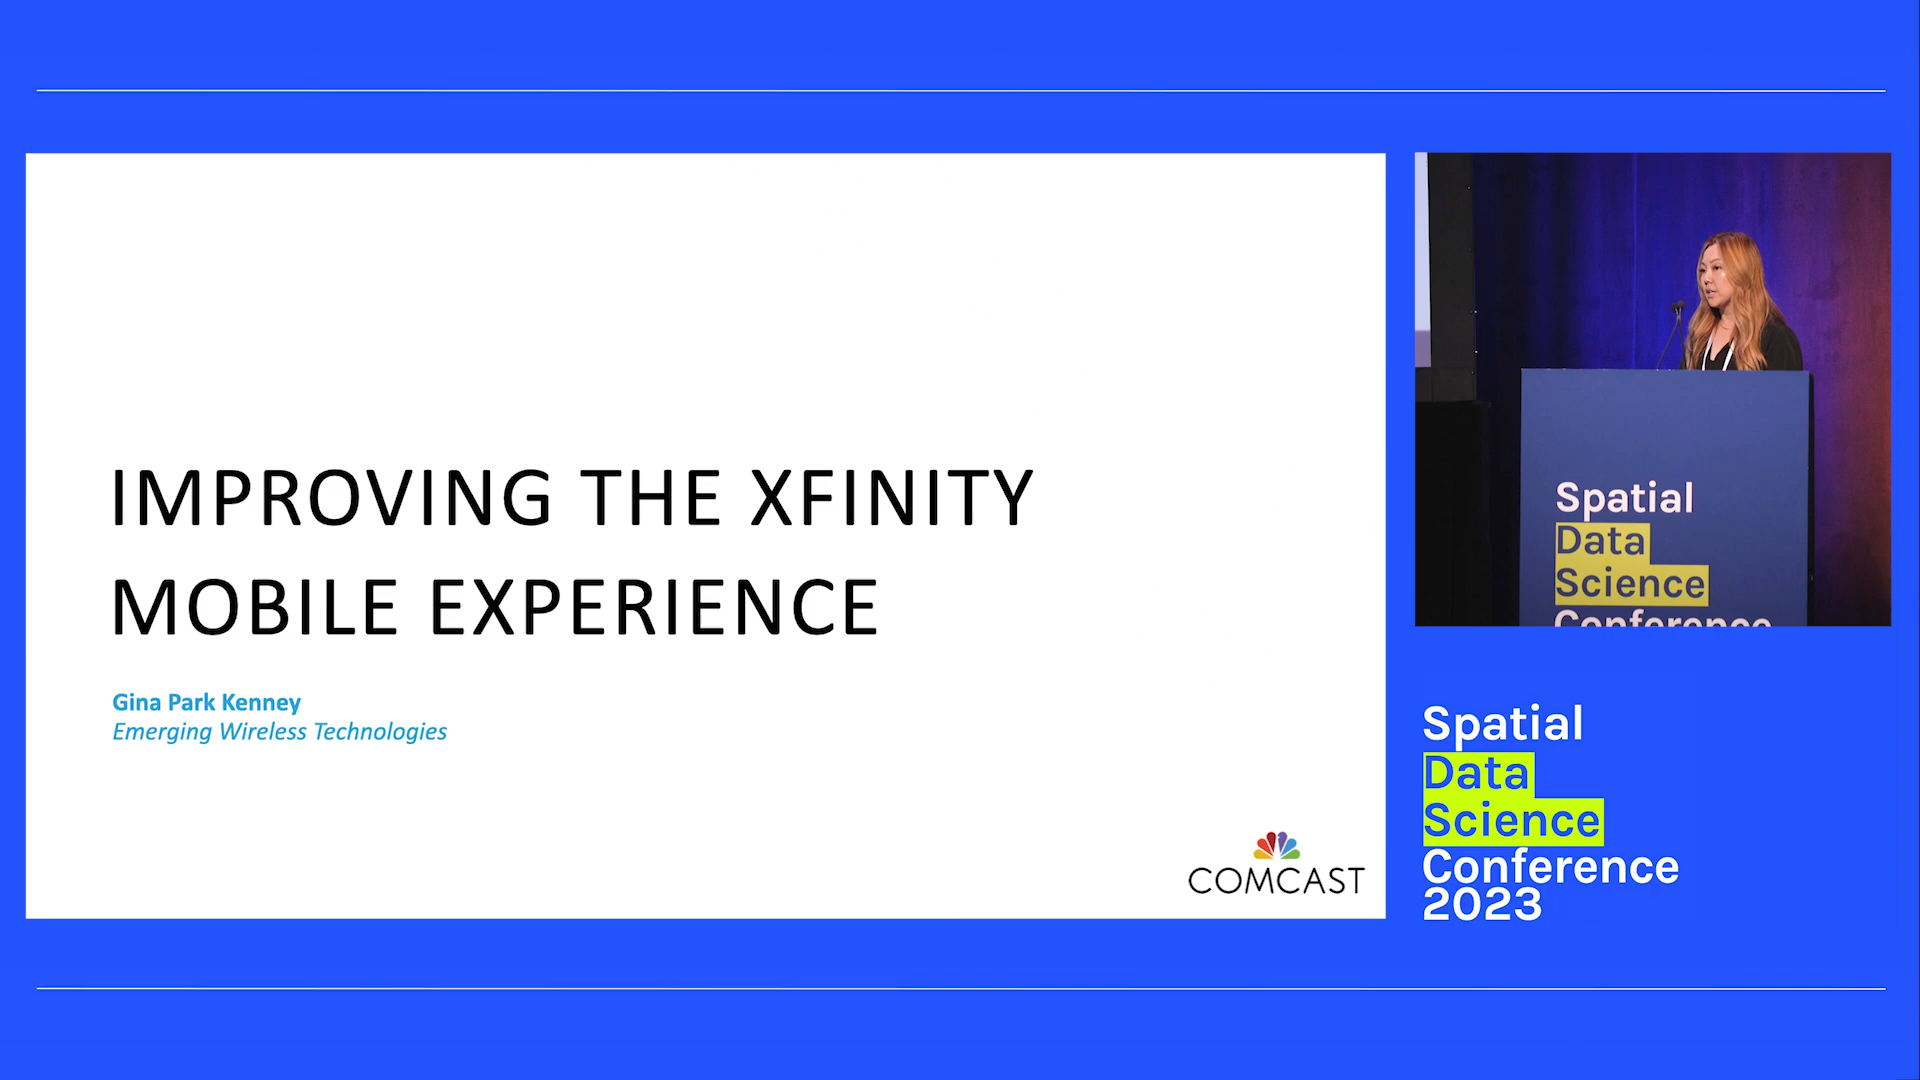 IMPROVING THE XFINITY
MOBILE EXPERIENCE
Gina Park Kenney
Emerging Wireless Technologies
COMCAST
Spatial
Data
Science
Conference
Spatial
Data
Science
Conference
2023